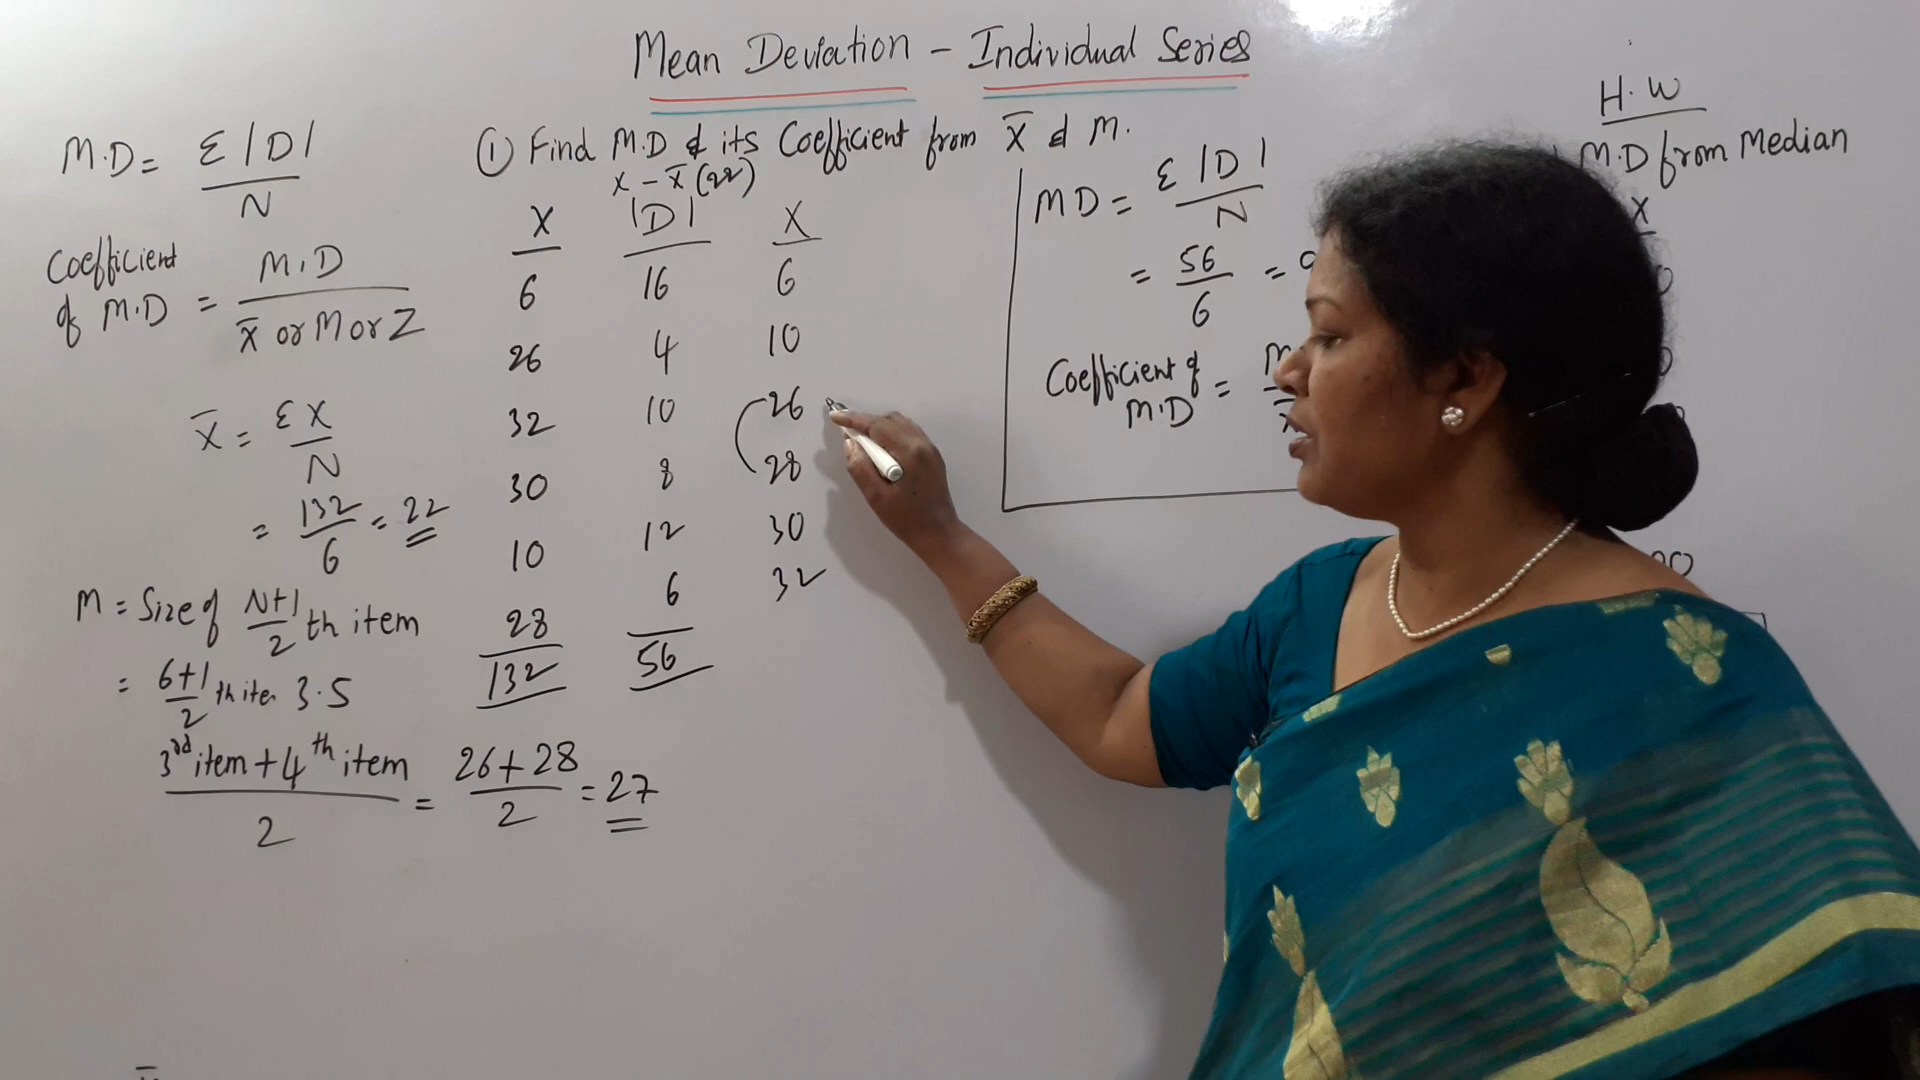 Mean Deviation - Individual Series
M.D = Σ|D| / N
Coefficient of M.D = M.D / X̄ or M or Z
X̄ = ΣX / N
= 132 / 6 = 22
M = Size of N+1 / 2 th item
= 6+1 / 2 th item 3.5
3rd item + 4th item / 2 = 26+28 / 2 = 27
① Find M.D & its Coefficient from X̄ & M.
X - X̄ (22)
X |D| X
6 16 6
26 4 10
32 10 26
30 8 28
10 12 30
28 6 32
132 56
MD = Σ|D| / N
= 56 / 6 =
Coefficient of M.D =
H.W
M.D from Median
X